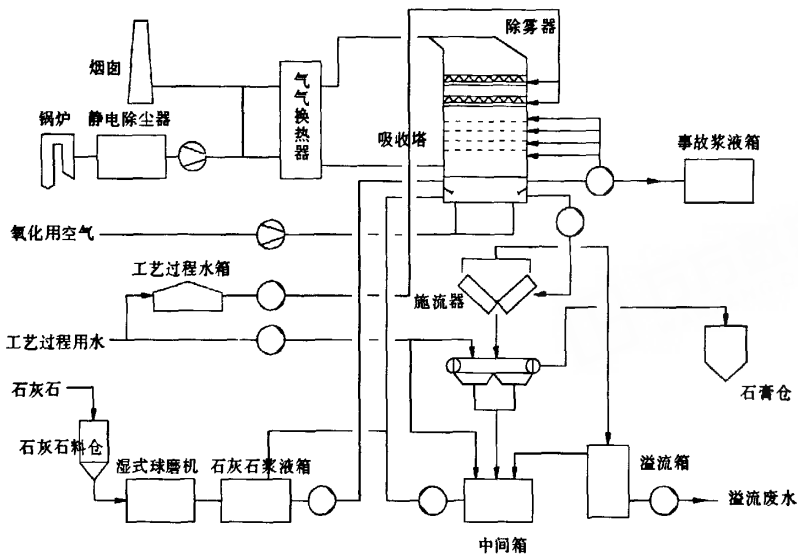 除雾器
烟囱
气气换热器
锅炉
静电除尘器
吸收塔
事故浆液箱
氧化用空气
工艺过程水箱
施流器
工艺过程用水
石灰石
石膏仓
石灰石料仓
湿式球磨机
石灰石浆液箱
溢流箱
溢流废水
中间箱